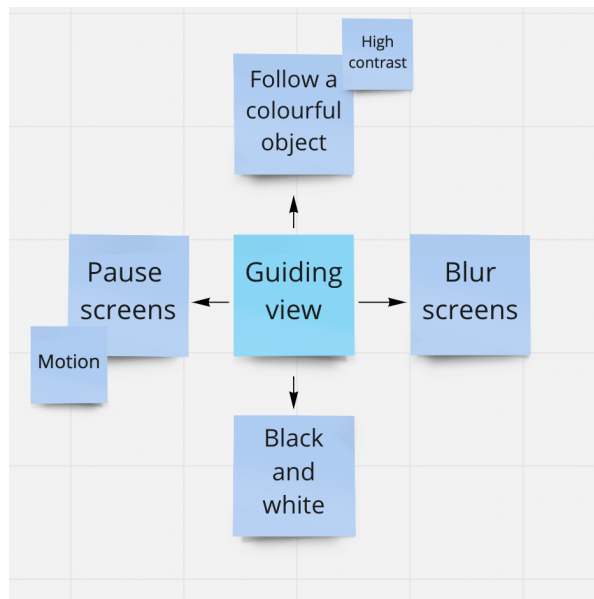 High
contrast
Follow a
colourful
object
Pause
screens
Motion
Guiding
view
Blur
screens
Black
and
white